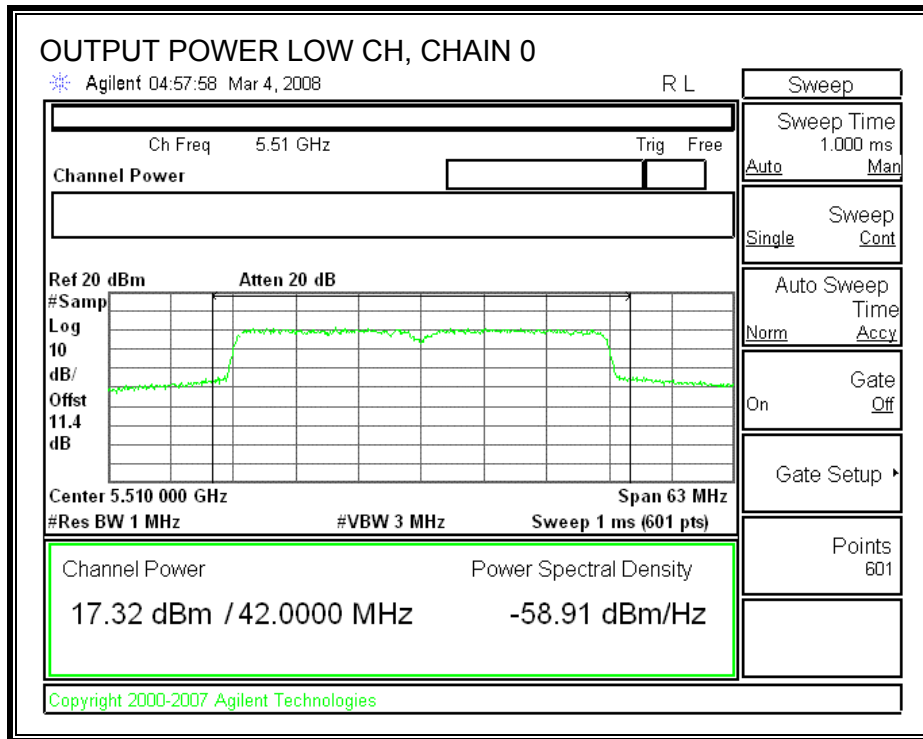 OUTPUT POWER LOW CH, CHAIN 0
Agilent 04:57:58 Mar 4, 2008 R L
Ch Freq 5.51 GHz Trig Free
Channel Power
Ref 20 dBm Atten 20 dB
#Samp
Log
10
dB/
Offst
11.4
dB
Center 5.510 000 GHz Span 63 MHz
#Res BW 1 MHz #VBW 3 MHz Sweep 1 ms (601 pts)
Channel Power Power Spectral Density
17.32 dBm / 42.0000 MHz -58.91 dBm/Hz
Copyright 2000-2007 Agilent Technologies
Sweep
Sweep Time
1.000 ms
Auto Man
Sweep
Single Cont
Auto Sweep
Time
Norm Accy
Gate
On Off
Gate Setup
Points
601